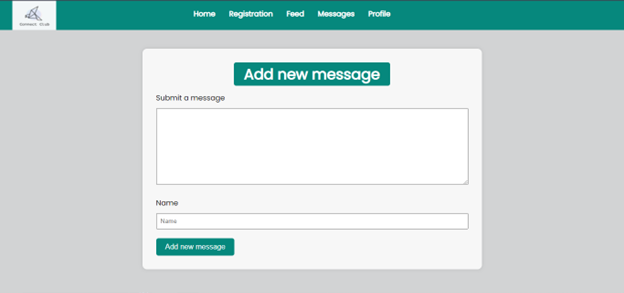 Connect Club
Home Registration Feed Messages Profile
Add new message
Submit a message
Name
Name
Add new message